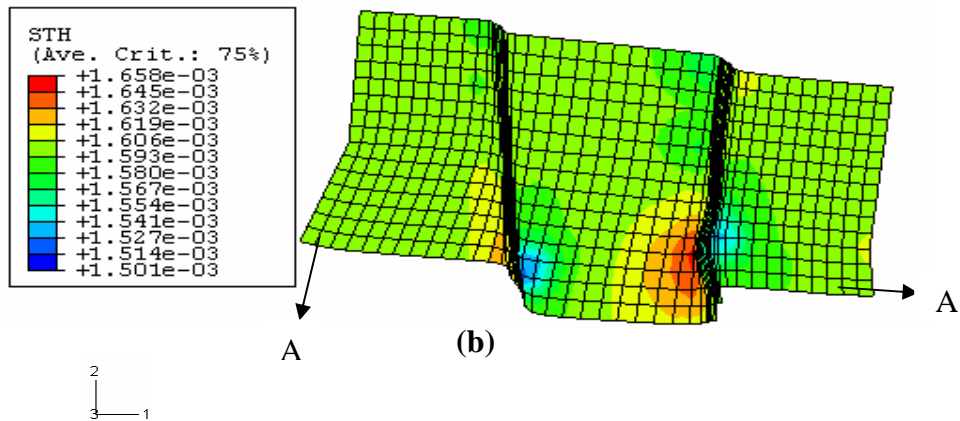 STH
(Ave. Crit.: 75%)
+1.658e-03
+1.645e-03
+1.632e-03
+1.619e-03
+1.606e-03
+1.593e-03
+1.580e-03
+1.567e-03
+1.554e-03
+1.541e-03
+1.527e-03
+1.514e-03
+1.501e-03
A
A
(b)
2
3
1